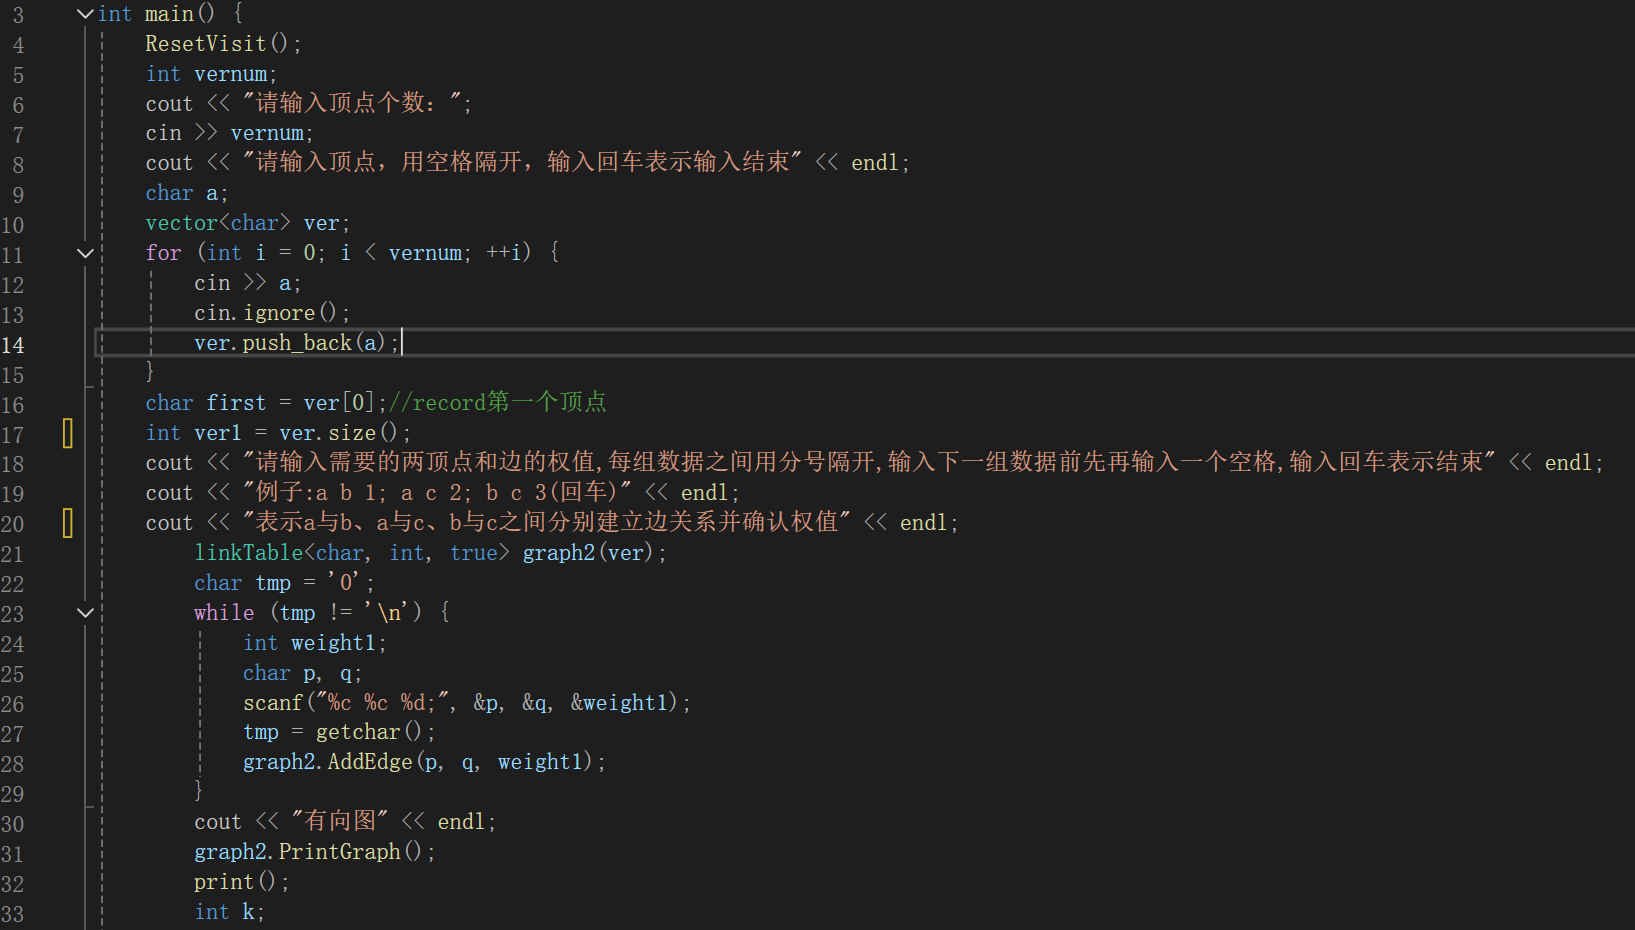 3 int main() {
4 ResetVisit();
5 int vernum;
6 cout << "请输入顶点个数：";
7 cin >> vernum;
8 cout << "请输入顶点，用空格隔开，输入回车表示输入结束" << endl;
9 char a;
10 vector<char> ver;
11 for (int i = 0; i < vernum; ++i) {
12 cin >> a;
13 cin.ignore();
14 ver.push_back(a);
15 }
16 char first = ver[0];//record第一个顶点
17 int ver1 = ver.size();
18 cout << "请输入需要的两顶点和边的权值,每组数据之间用分号隔开,输入下一组数据前先再输入一个空格,输入回车表示结束" << endl;
19 cout << "例子:a b 1; a c 2; b c 3(回车)" << endl;
20 cout << "表示a与b、a与c、b与c之间分别建立边关系并确认权值" << endl;
21 linkTable<char, int, true> graph2(ver);
22 char tmp = '0';
23 while (tmp != '\n') {
24 int weight1;
25 char p, q;
26 scanf("%c %c %d;", &p, &q, &weight1);
27 tmp = getchar();
28 graph2.AddEdge(p, q, weight1);
29 }
30 cout << "有向图" << endl;
31 graph2.PrintGraph();
32 print();
33 int k;